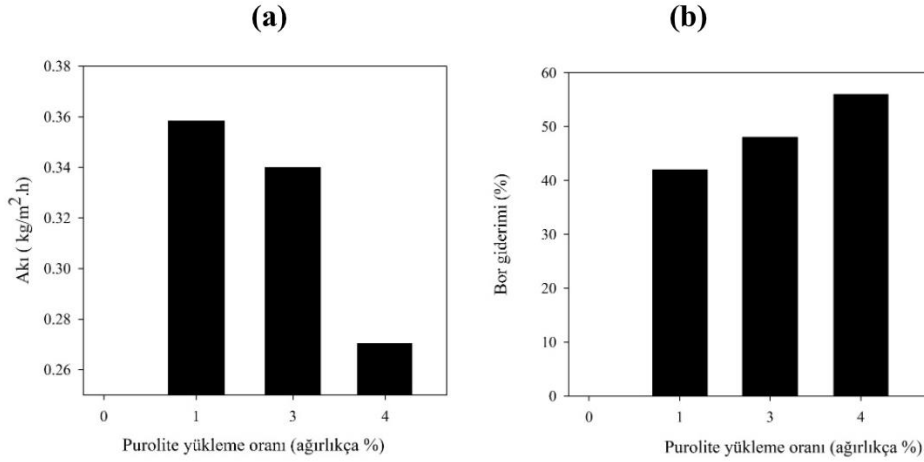 (a)
0.38
0.36
0.34
0.32
0.30
0.28
0.26
Akı ( kg/m².h)
0 1 3 4
Purolite yükleme oranı (ağırlıkça %)
(b)
60
50
40
30
20
10
0
Bor giderimi (%)
0 1 3 4
Purolite yükleme oranı (ağırlıkça %)